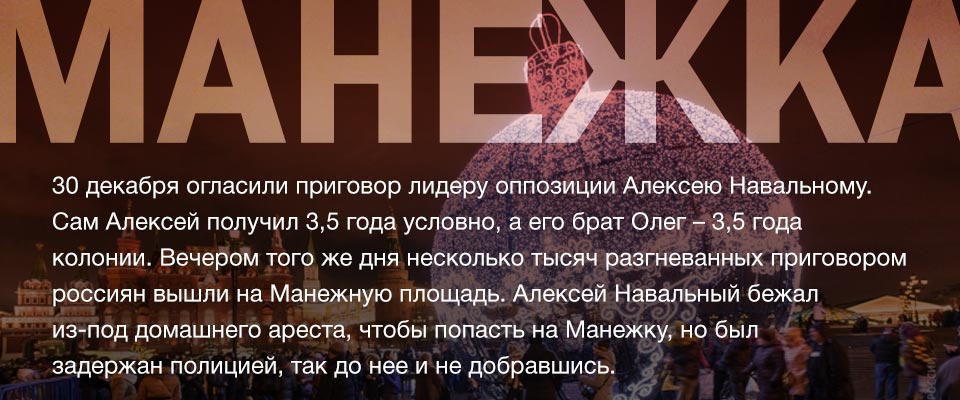 МАНЕЖКА
30 декабря огласили приговор лидеру оппозиции Алексею Навальному.
Сам Алексей получил 3,5 года условно, а его брат Олег – 3,5 года
колонии. Вечером того же дня несколько тысяч разгневанных приговором
россиян вышли на Манежную площадь. Алексей Навальный бежал
из-под домашнего ареста, чтобы попасть на Манежку, но был
задержан полицией, так до нее и не добравшись.